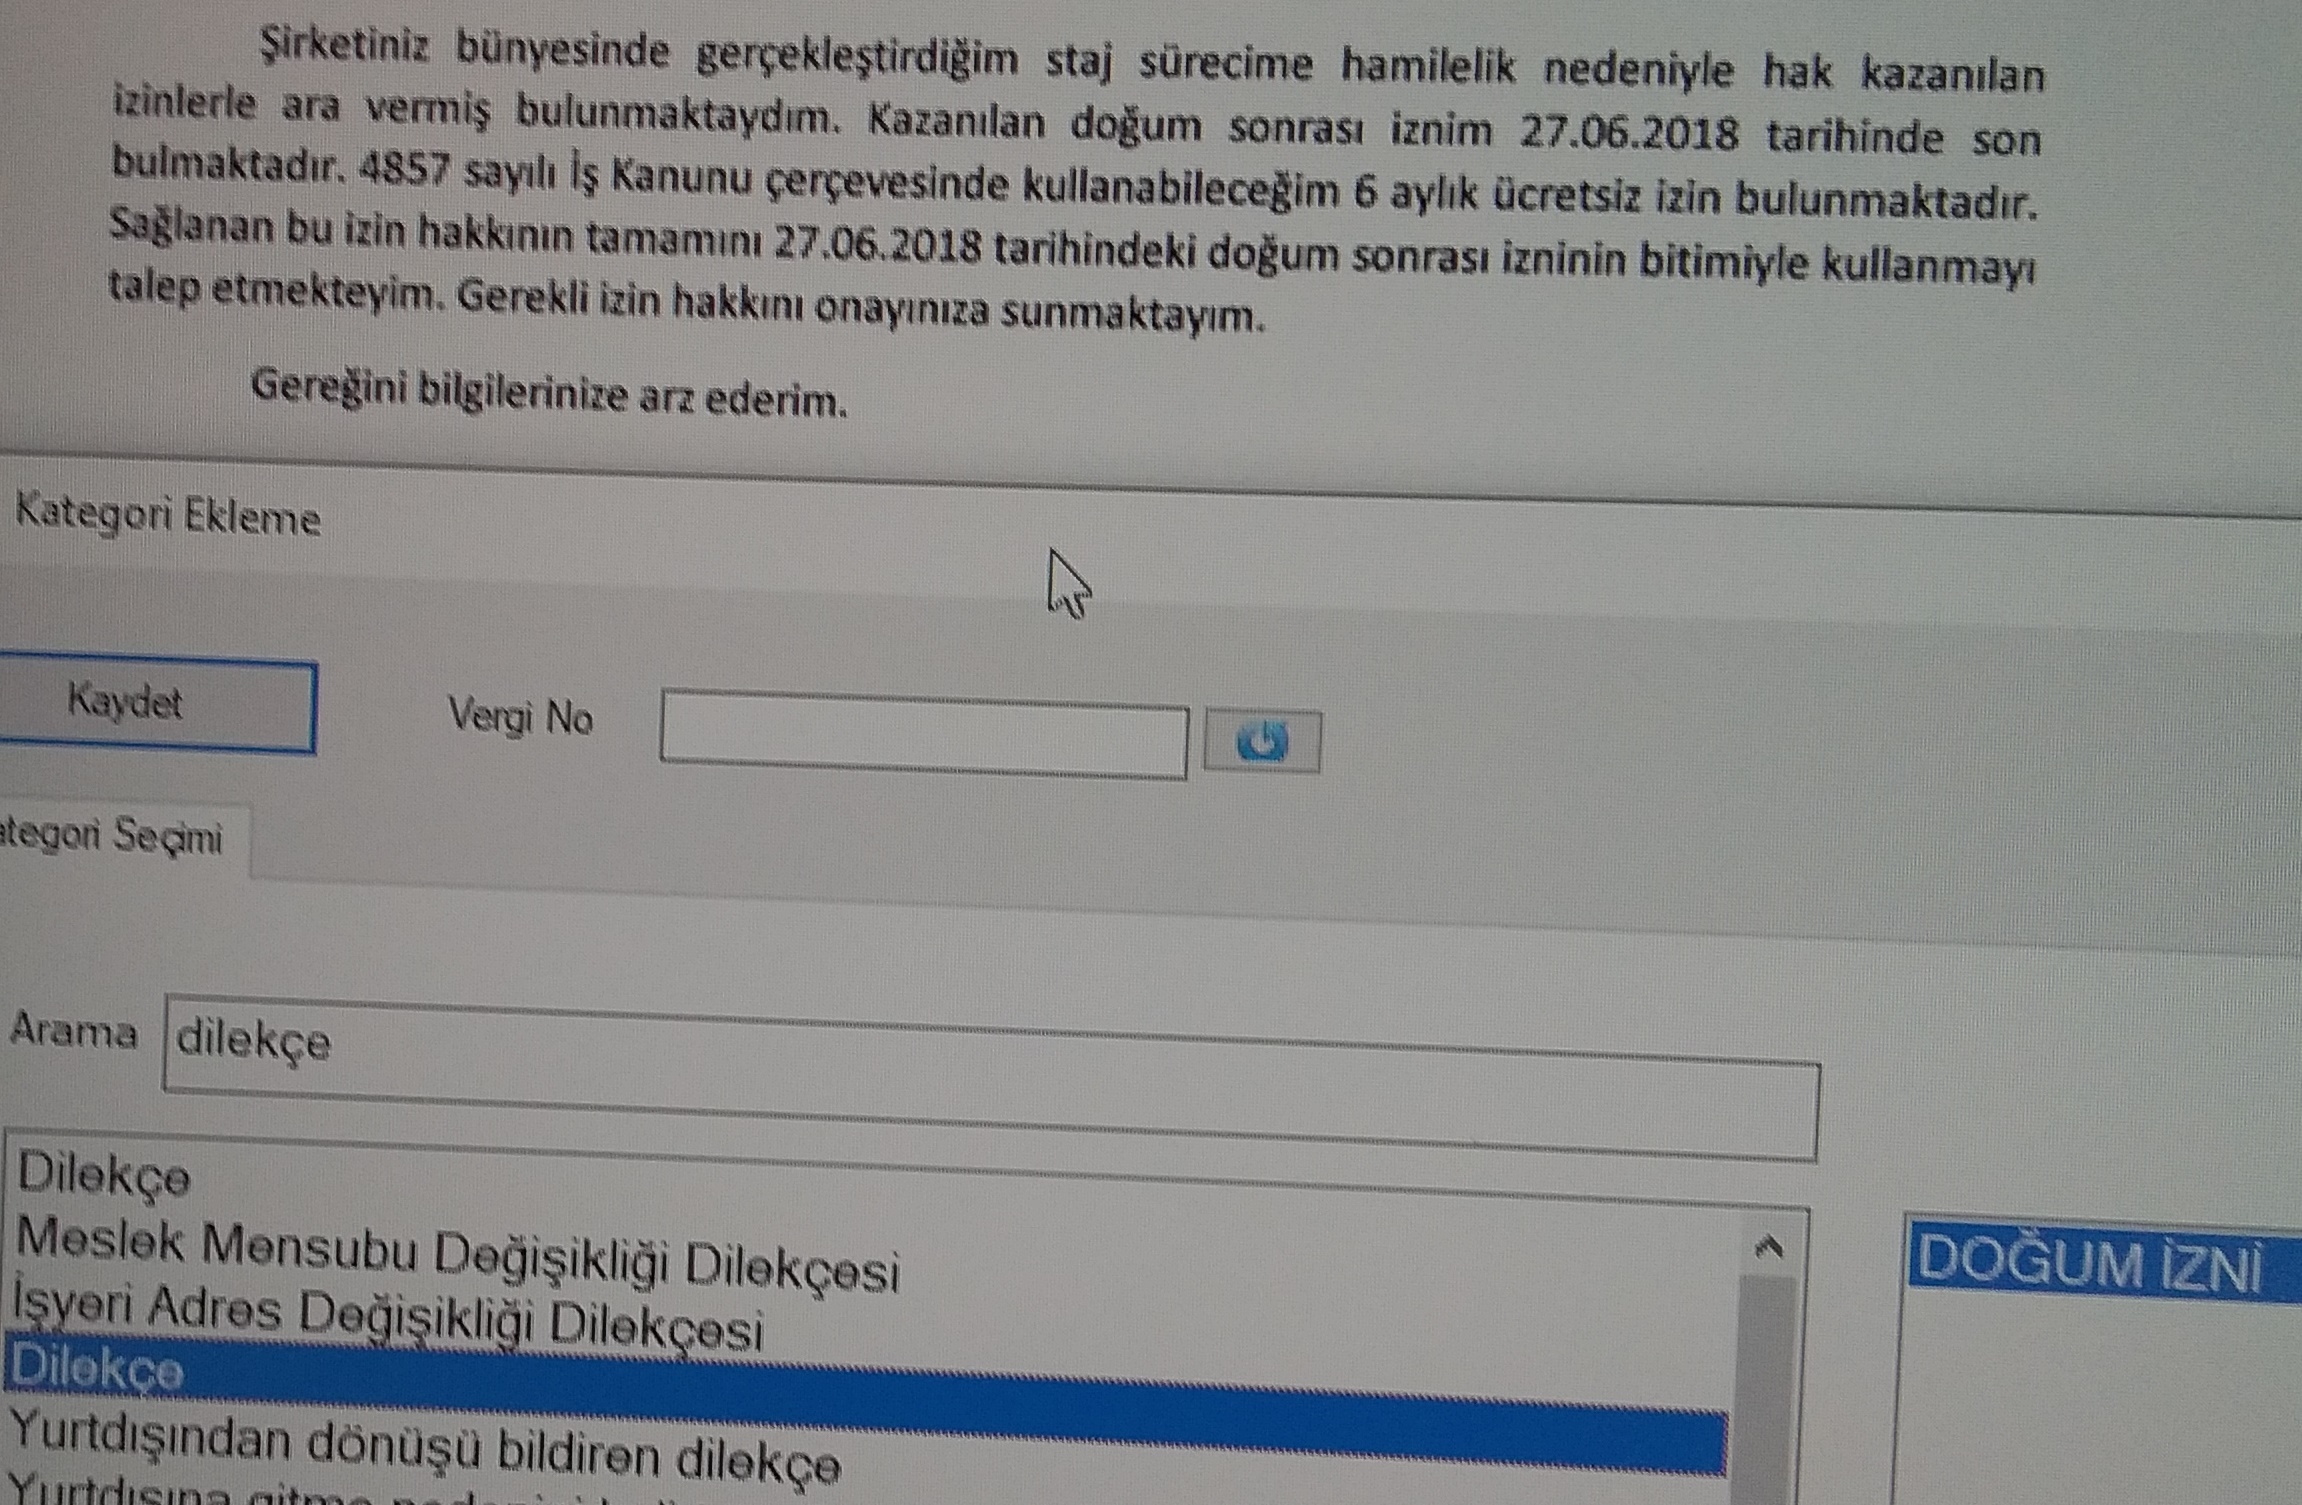 Şirketiniz bünyesinde gerçekleştirdiğim staj sürecime hamilelik nedeniyle hak kazanılan
izinlerle ara vermiş bulunmaktaydım. Kazanılan doğum sonrası iznim 27.06.2018 tarihinde son
bulmaktadır. 4857 sayılı İş Kanunu çerçevesinde kullanabileceğim 6 aylık ücretsiz izin bulunmaktadır.
Sağlanan bu izin hakkının tamamını 27.06.2018 tarihindeki doğum sonrası izninin bitimiyle kullanmayı
talep etmekteyim. Gerekli izin hakkını onayınıza sunmaktayım.
Gereğini bilgilerinize arz ederim.
Kategori Ekleme
Kaydet
Vergi No
ategori Seçimi
Arama dilekçe
Dilekçe
Meslek Mensubu Değişikliği Dilekçesi
DOĞUM İZNİ
İşyeri Adres Değişikliği Dilekçesi
Dilekçe
Yurtdışından dönüşü bildiren dilekçe
Yurtdışına gitme